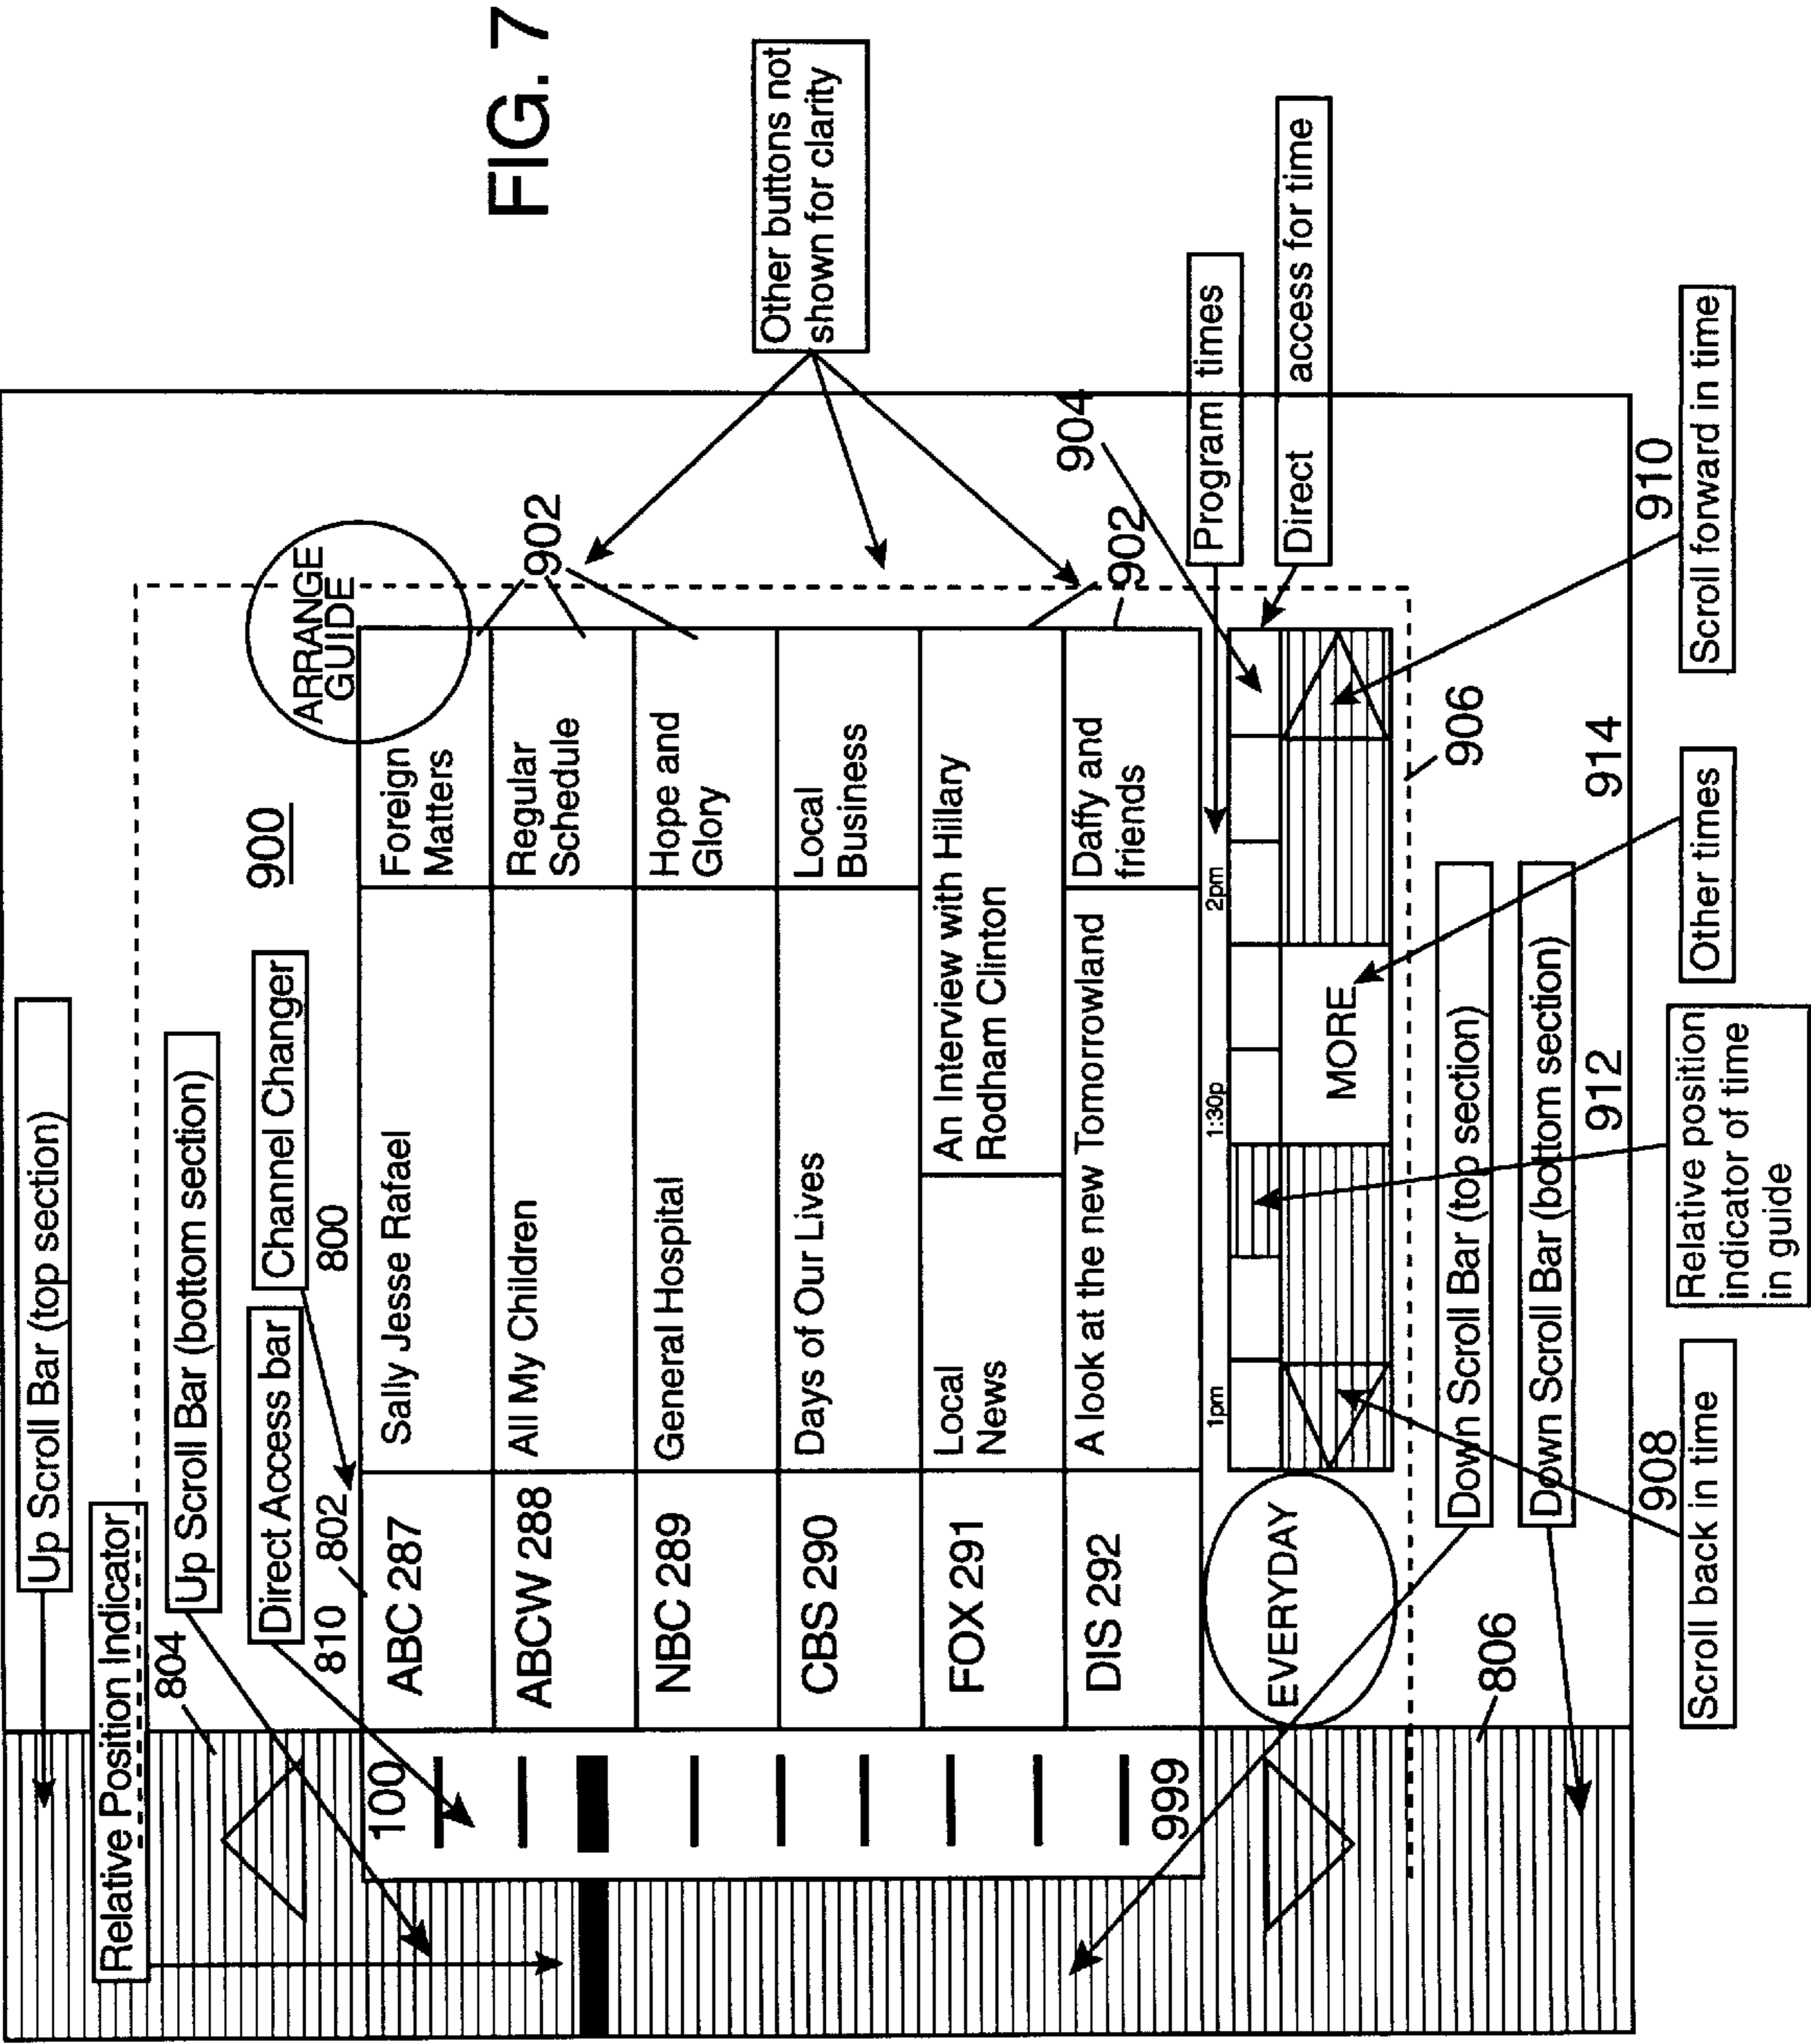 FIG. 7
Up Scroll Bar (top section)
Relative Position Indicator
804
Up Scroll Bar (bottom section)
Direct Access bar
Channel Changer
810
802
800
900
ARRANGE
GUIDE
902
Other buttons not
shown for clarity
100
999
ABC 287
Sally Jesse Rafael
Foreign
Matters
ABCW 288
All My Children
Regular
Schedule
NBC 289
General Hospital
Hope and
Glory
CBS 290
Days of Our Lives
Local
Business
FOX 291
Local
News
An Interview with Hillary
Rodham Clinton
DIS 292
A look at the new Tomorrowland
Daffy and
friends
902
904
1pm
1:30p
2pm
Program times
Direct access for time
EVERYDAY
MORE
906
Down Scroll Bar (top section)
Down Scroll Bar (bottom section)
806
908
912
914
910
Scroll back in time
Relative position
indicator of time
in guide
Other times
Scroll forward in time